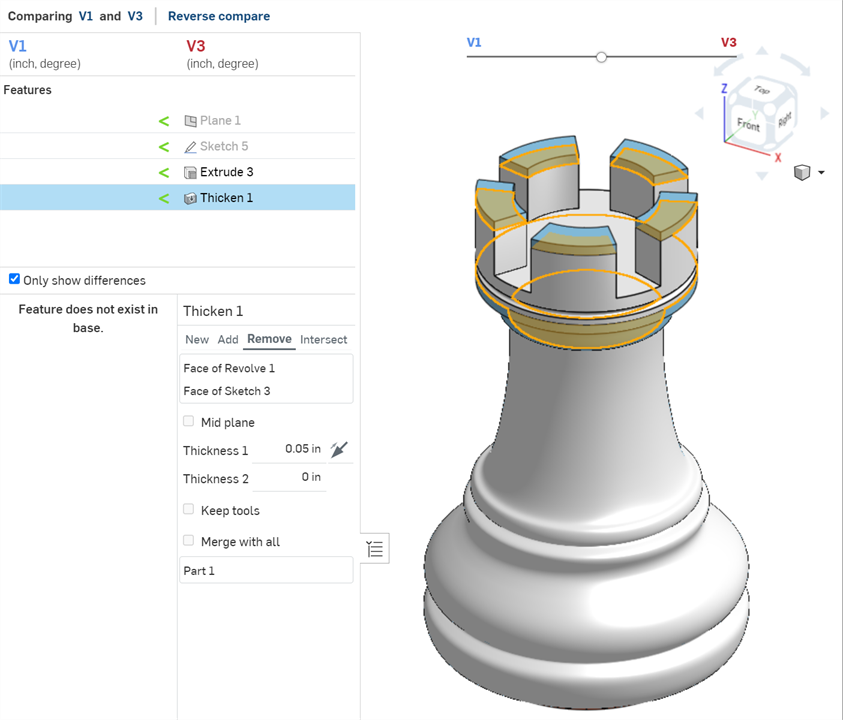 Comparing V1 and V3 Reverse compare
V1 V3
(inch, degree) (inch, degree)
Features
< Plane 1
< Sketch 5
< Extrude 3
< Thicken 1
Only show differences
Feature does not exist in
base.
Thicken 1
New Add Remove Intersect
Face of Revolve 1
Face of Sketch 3
Mid plane
Thickness 1 0.05 in
Thickness 2 0 in
Keep tools
Merge with all
Part 1
V1 V3
Z
Top
Y
Front
Right
X